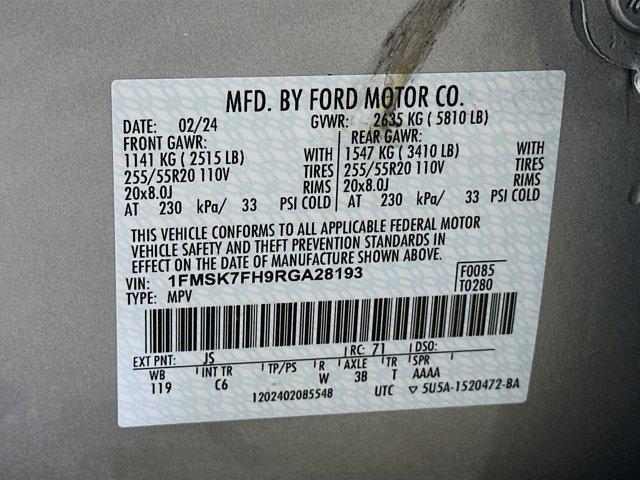 MFD. BY FORD MOTOR CO.
DATE: 02/24 GVWR: 2635 KG ( 5810 LB)
FRONT GAWR: REAR GAWR:
1141 KG ( 2515 LB) WITH 1547 KG ( 3410 LB) WITH
255/55R20 110V TIRES 255/55R20 110V TIRES
20x8.0J RIMS 20x8.0J RIMS
AT 230 kPa/ 33 PSI COLD AT 230 kPa/ 33 PSI COLD
THIS VEHICLE CONFORMS TO ALL APPLICABLE FEDERAL MOTOR
VEHICLE SAFETY AND THEFT PREVENTION STANDARDS IN
EFFECT ON THE DATE OF MANUFACTURE SHOWN ABOVE.
VIN: 1FMSK7FH9RGA28193 F0085
TYPE: MPV T0280
EXT PNT: JS RC: 71 DSO:
WB INT TR TP/PS R AXLE TR SPR
119 C6 W 3B T AAAA
1202402085548 UTC ▽ 5U5A-1520472-BA